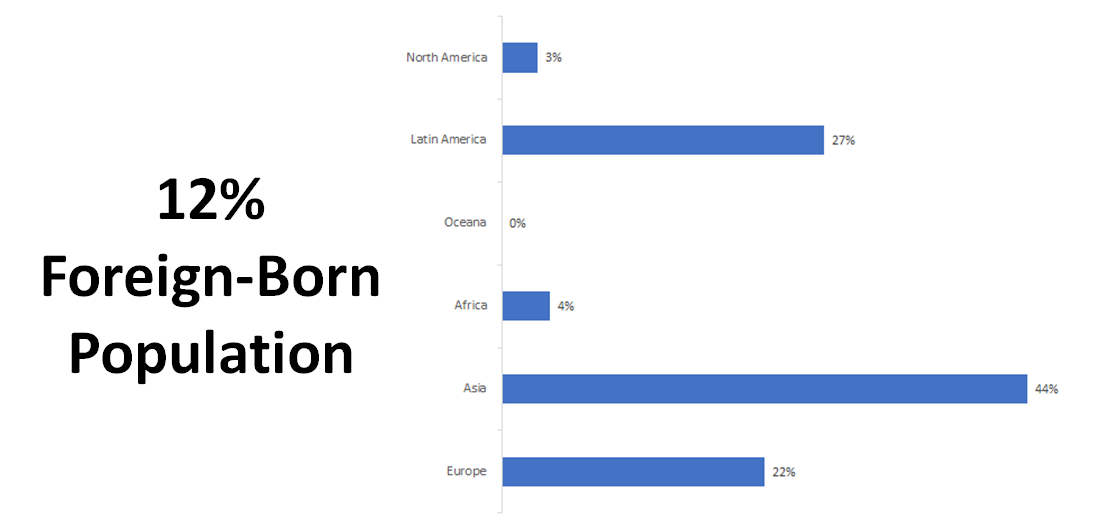 12%
Foreign-Born
Population
North America 3%
Latin America 27%
Oceana 0%
Africa 4%
Asia 44%
Europe 22%